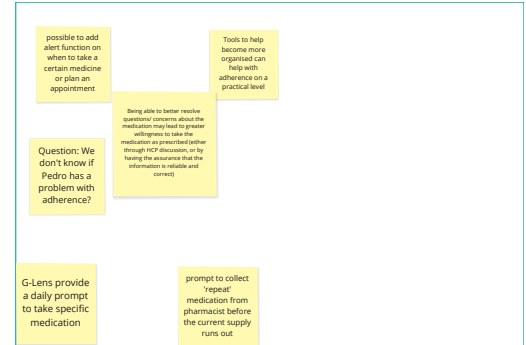 possible to add
alert function on
when to take a
certain medicine
or plan an
appointment
Tools to help
become more
organised can
help with
adherence on a
practical level
Being able to better resolve
questions/ concerns about the
medication may lead to greater
willingness to take the
medication as prescribed (either
through HCP discussion, or by
having the assurance that the
information is reliable and
correct)
Question: We
don't know if
Pedro has a
problem with
adherence?
G-Lens provide
a daily prompt
to take specific
medication
prompt to collect
'repeat'
medication from
pharmacist before
the current supply
runs out